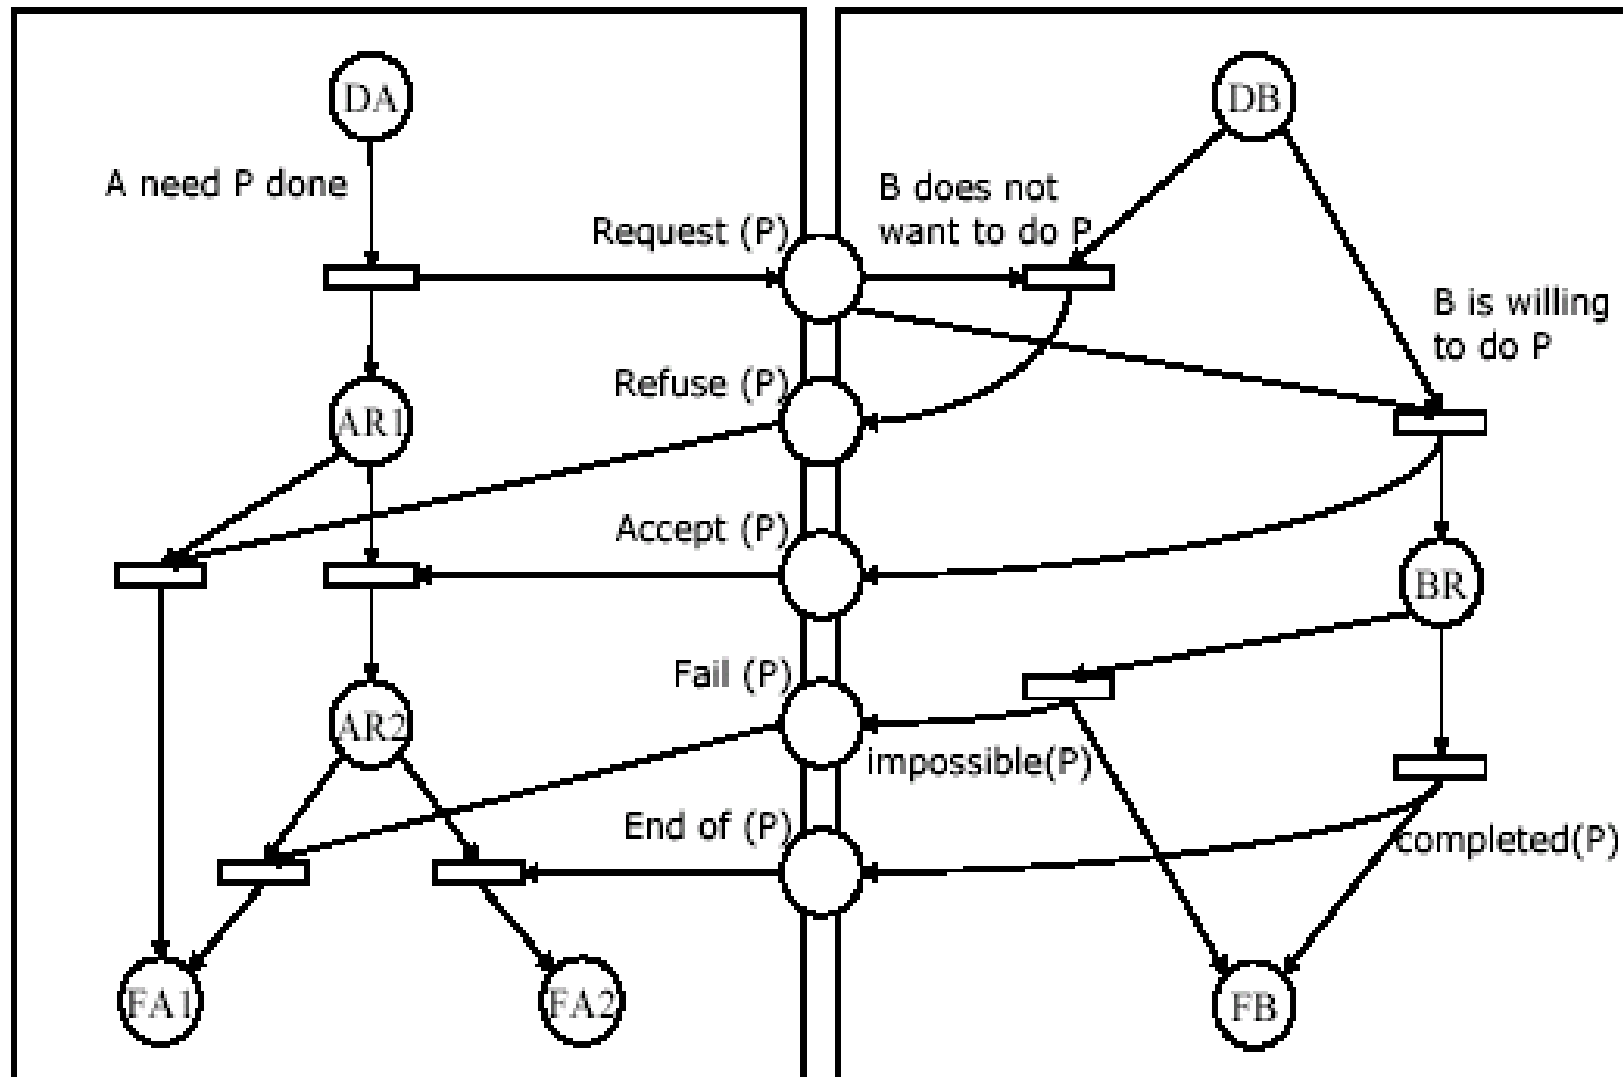 DA
DB
A need P done
B does not
want to do P
Request (P)
B is willing
to do P
Refuse (P)
AR1
Accept (P)
BR
Fail (P)
AR2
impossible(P)
End of (P)
completed(P)
FA1
FA2
FB